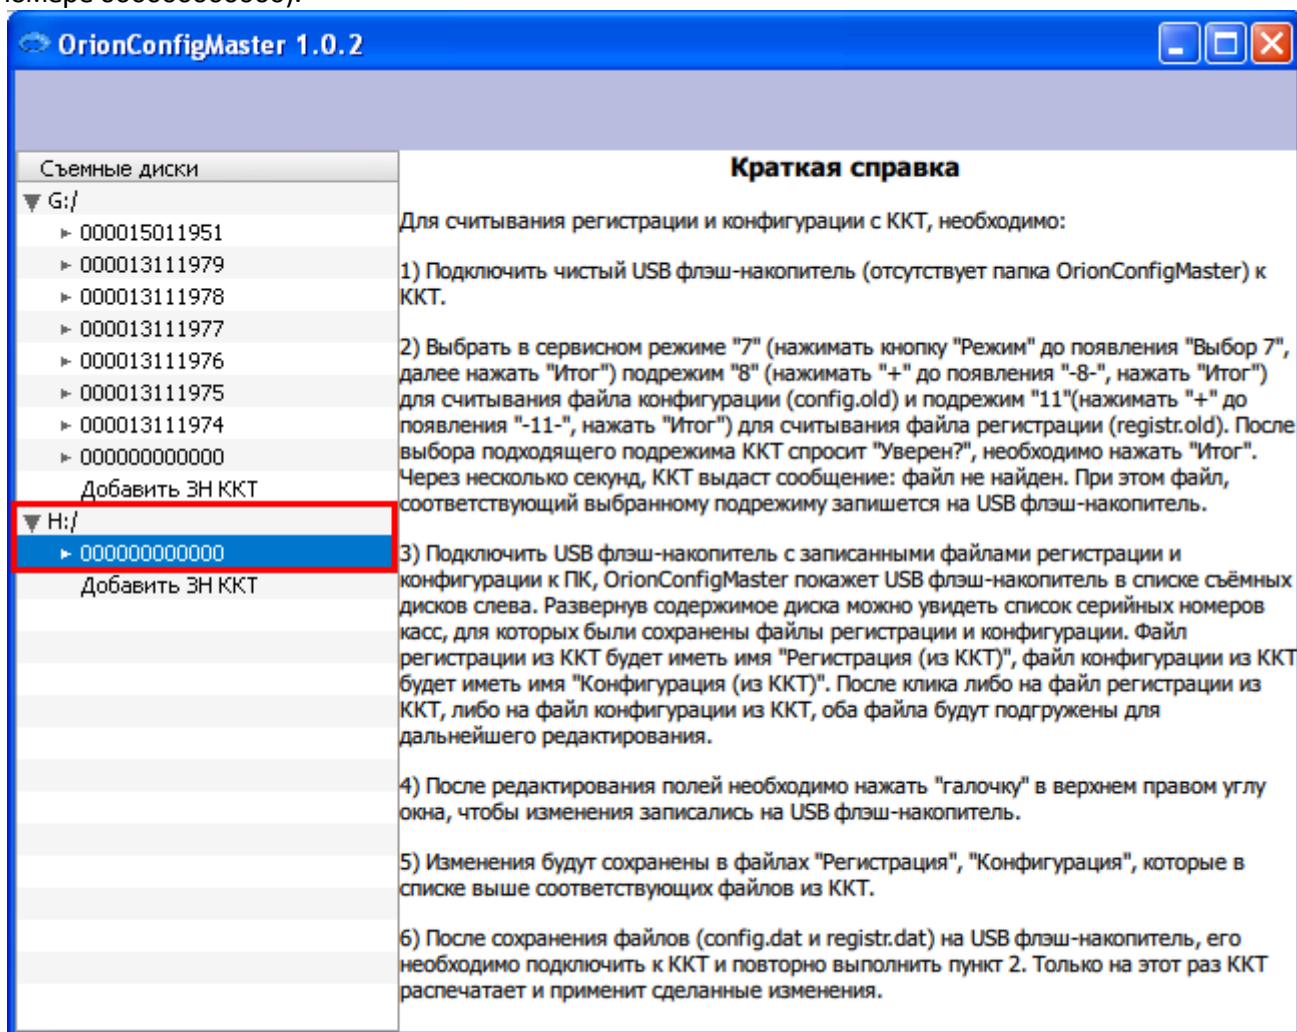 номере 000000000000).
OrionConfigMaster 1.0.2
Съемные диски
G:/
000015011951
000013111979
000013111978
000013111977
000013111976
000013111975
000013111974
000000000000
Добавить ЗН ККТ
H:/
000000000000
Добавить ЗН ККТ
Краткая справка
Для считывания регистрации и конфигурации с ККТ, необходимо:
1) Подключить чистый USB флэш-накопитель (отсутствует папка OrionConfigMaster) к
ККТ.
2) Выбрать в сервисном режиме "7" (нажимать кнопку "Режим" до появления "Выбор 7",
далее нажать "Итог") подрежим "8" (нажимать "+" до появления "-8-", нажать "Итог")
для считывания файла конфигурации (config.old) и подрежим "11"(нажимать "+" до
появления "-11-", нажать "Итог") для считывания файла регистрации (registr.old). После
выбора подходящего подрежима ККТ спросит "Уверен?", необходимо нажать "Итог".
Через несколько секунд, ККТ выдаст сообщение: файл не найден. При этом файл,
соответствующий выбранному подрежиму запишется на USB флэш-накопитель.
3) Подключить USB флэш-накопитель с записанными файлами регистрации и
конфигурации к ПК, OrionConfigMaster покажет USB флэш-накопитель в списке съёмных
дисков слева. Развернув содержимое диска можно увидеть список серийных номеров
касс, для которых были сохранены файлы регистрации и конфигурации. Файл
регистрации из ККТ будет иметь имя "Регистрация (из ККТ)", файл конфигурации из ККТ
будет иметь имя "Конфигурация (из ККТ)". После клика либо на файл регистрации из
ККТ, либо на файл конфигурации из ККТ, оба файла будут подгружены для
дальнейшего редактирования.
4) После редактирования полей необходимо нажать "галочку" в верхнем правом углу
окна, чтобы изменения записались на USB флэш-накопитель.
5) Изменения будут сохранены в файлах "Регистрация", "Конфигурация", которые в
списке выше соответствующих файлов из ККТ.
6) После сохранения файлов (config.dat и registr.dat) на USB флэш-накопитель, его
необходимо подключить к ККТ и повторно выполнить пункт 2. Только на этот раз ККТ
распечатает и применит сделанные изменения.